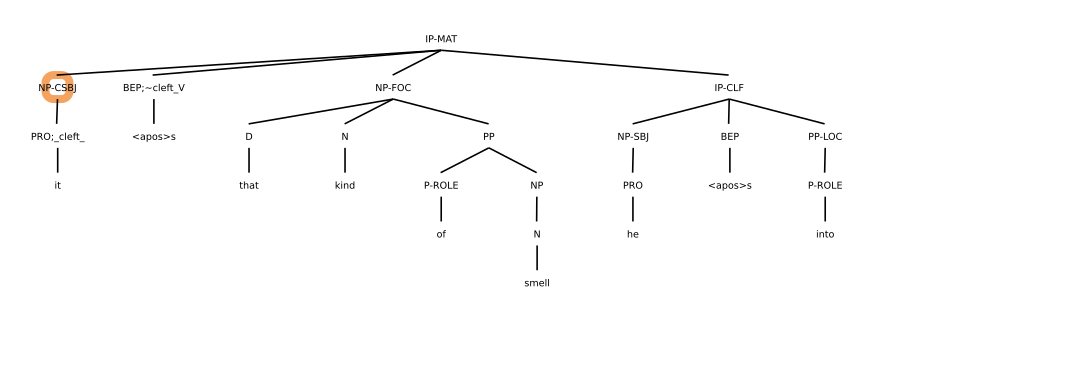 IP-MAT
NP-CSBJ BEP;~cleft_V NP-FOC IP-CLF
PRO;_cleft_ <apos>s D N PP NP-SBJ BEP PP-LOC
it that kind P-ROLE NP PRO <apos>s P-ROLE
of N he into
smell